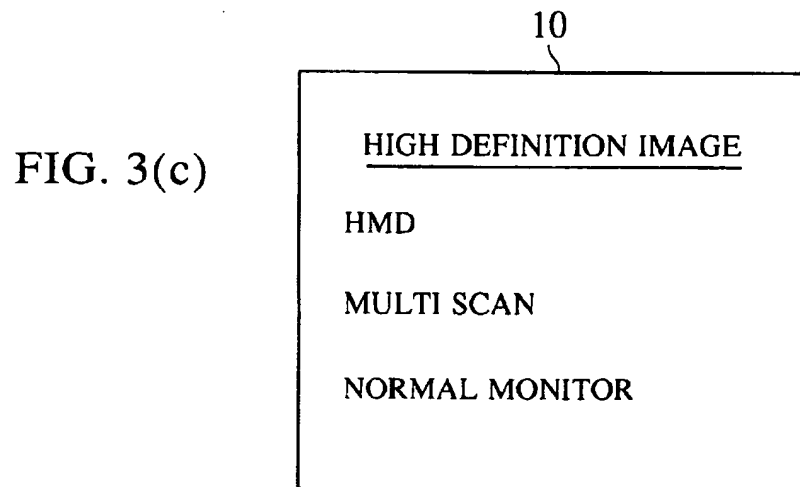 10
HIGH DEFINITION IMAGE
FIG. 3(c)
HMD
MULTI SCAN
NORMAL MONITOR